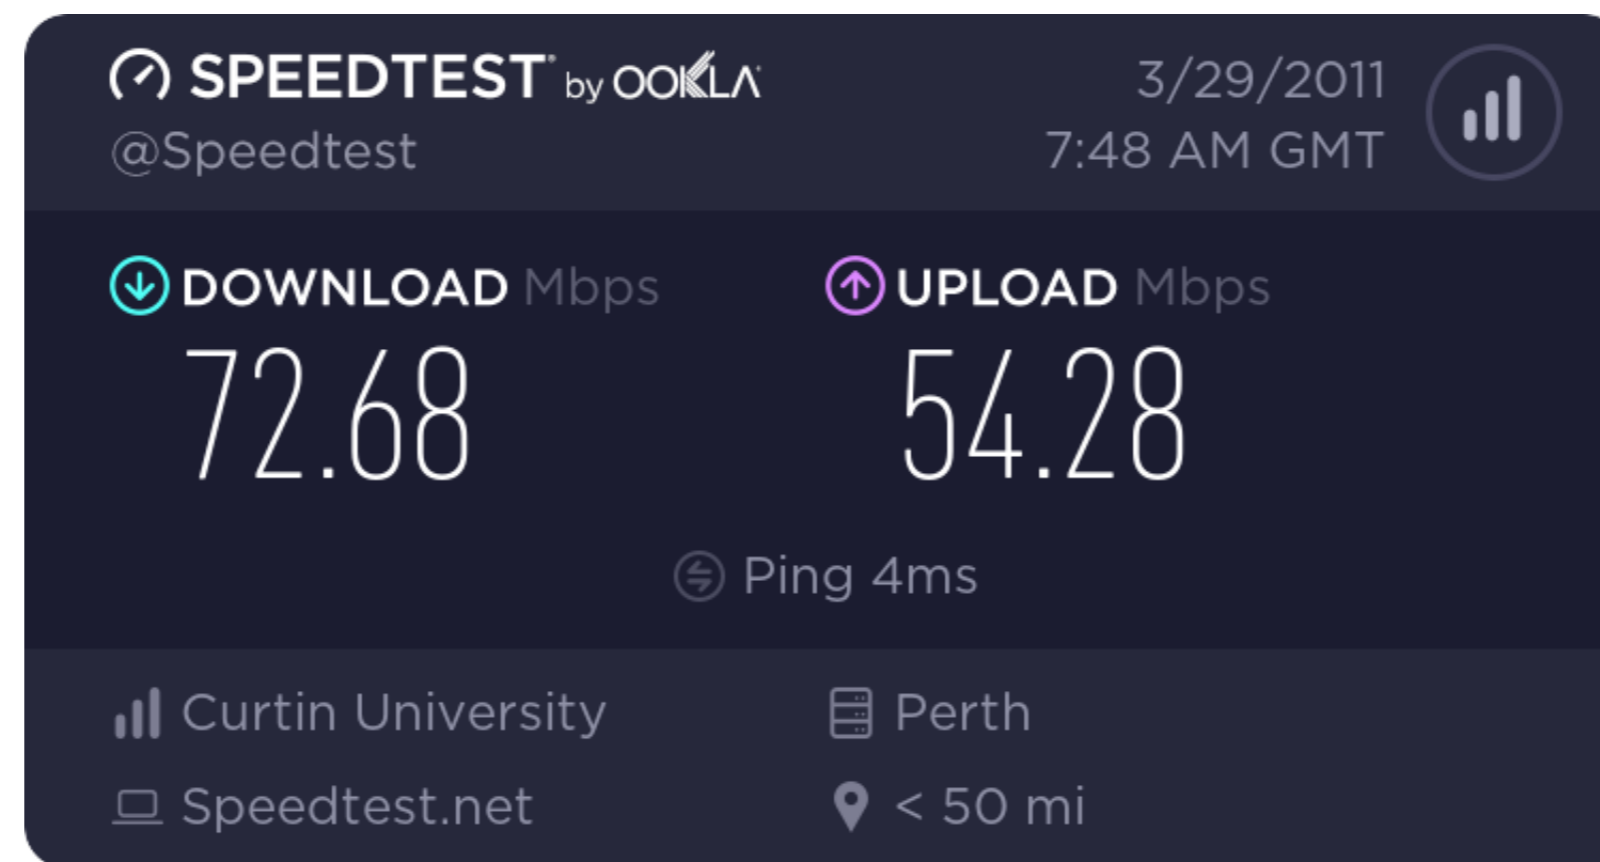 SPEEDTEST® by OOKLA®
@Speedtest
3/29/2011
7:48 AM GMT
DOWNLOAD Mbps
72.68
UPLOAD Mbps
54.28
Ping 4ms
Curtin University
Perth
Speedtest.net
< 50 mi